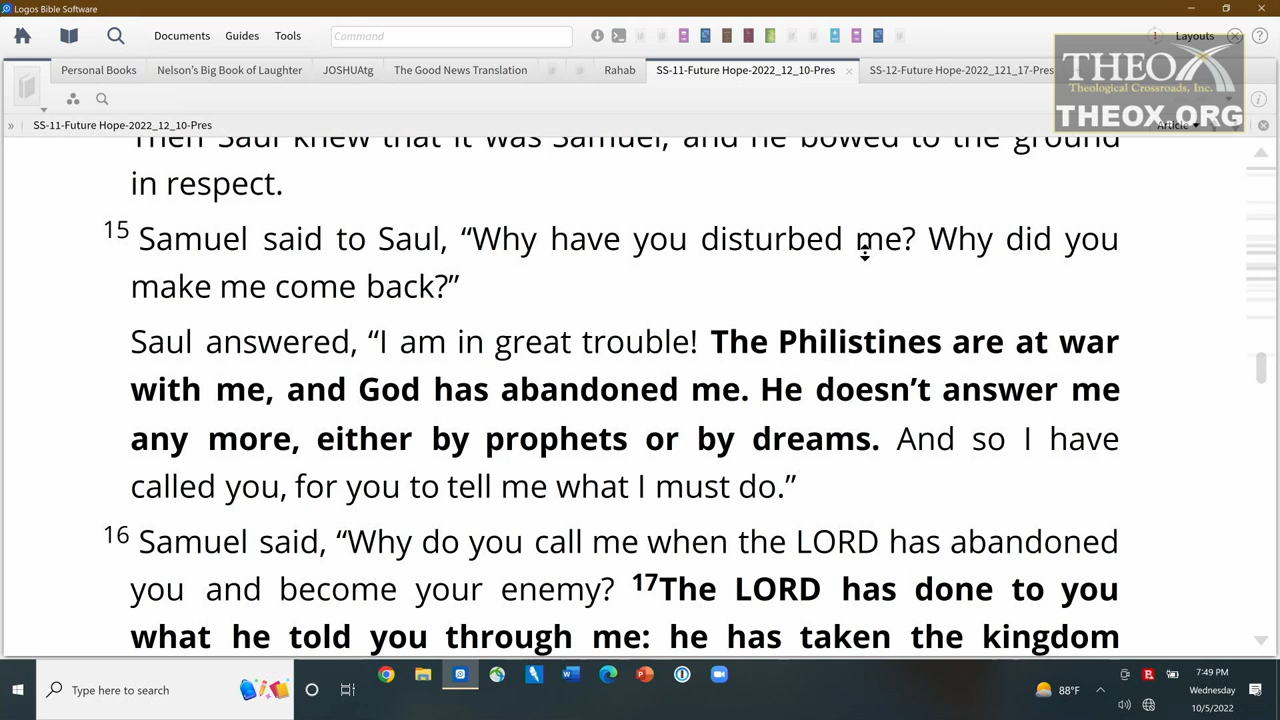 Logos Bible Software
Documents Guides Tools Command Layouts
Personal Books Nelson's Big Book of Laughter JOSHUAtg The Good News Translation Rahab SS-11-Future Hope-2022_12_10-Pres SS-12-Future Hope-2022_121_17-Pres
THEOX
Theological Crossroads, Inc.
THEOX.ORG
SS-11-Future Hope-2022_12_10-Pres Article
Then Saul knew that it was Samuel, and he bowed to the ground
in respect.
15 Samuel said to Saul, “Why have you disturbed me? Why did you
make me come back?”
Saul answered, “I am in great trouble! The Philistines are at war
with me, and God has abandoned me. He doesn’t answer me
any more, either by prophets or by dreams. And so I have
called you, for you to tell me what I must do.”
16 Samuel said, “Why do you call me when the LORD has abandoned
you and become your enemy? 17The LORD has done to you
what he told you through me: he has taken the kingdom
Type here to search
88°F
7:49 PM
Wednesday
10/5/2022